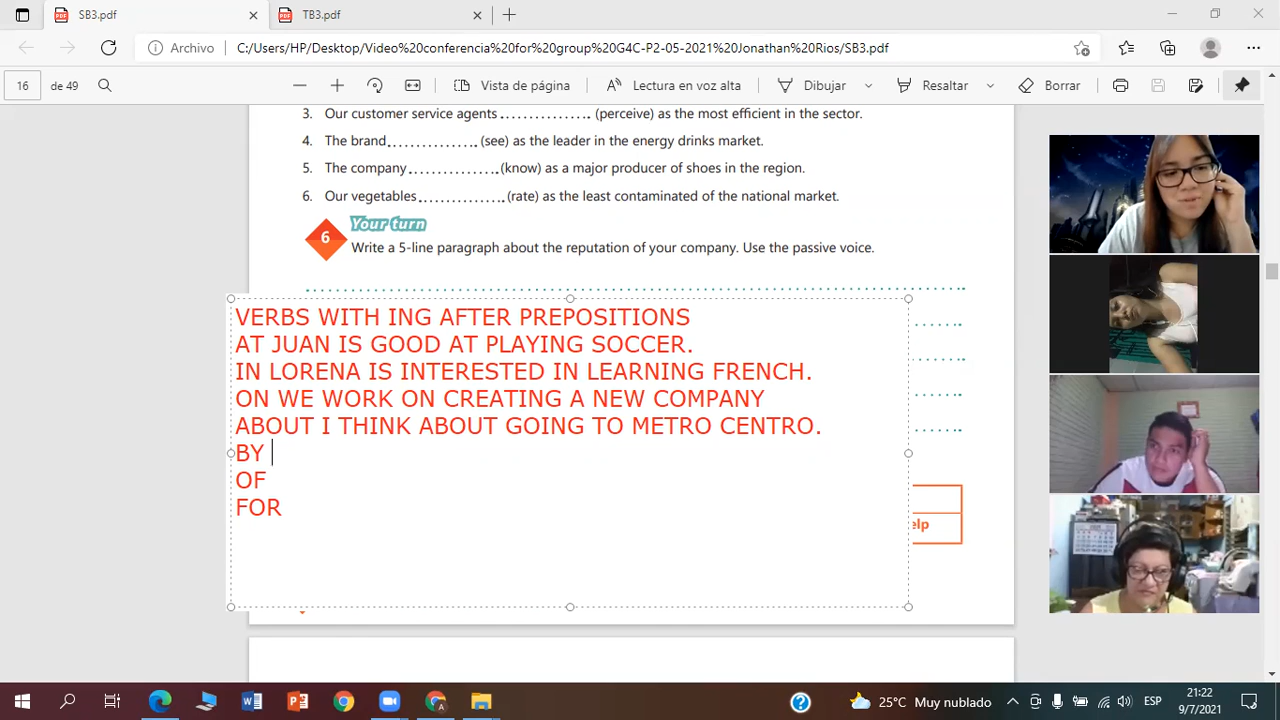 SB3.pdf
TB3.pdf
Archivo
C:/Users/HP/Desktop/Video%20conferencia%20for%20group%20G4C-P2-05-2021%20Jonathan%20Rios/SB3.pdf
16 de 49
Vista de página
Lectura en voz alta
Dibujar
Resaltar
Borrar
3. Our customer service agents............... (perceive) as the most efficient in the sector.
4. The brand............... (see) as the leader in the energy drinks market.
5. The company............... (know) as a major producer of shoes in the region.
6. Our vegetables............... (rate) as the least contaminated of the national market.
6
Your turn
Write a 5-line paragraph about the reputation of your company. Use the passive voice.
VERBS WITH ING AFTER PREPOSITIONS
AT JUAN IS GOOD AT PLAYING SOCCER.
IN LORENA IS INTERESTED IN LEARNING FRENCH.
ON WE WORK ON CREATING A NEW COMPANY
ABOUT I THINK ABOUT GOING TO METRO CENTRO.
BY
OF
FOR
elp
25°C Muy nublado
ESP
21:22
9/7/2021